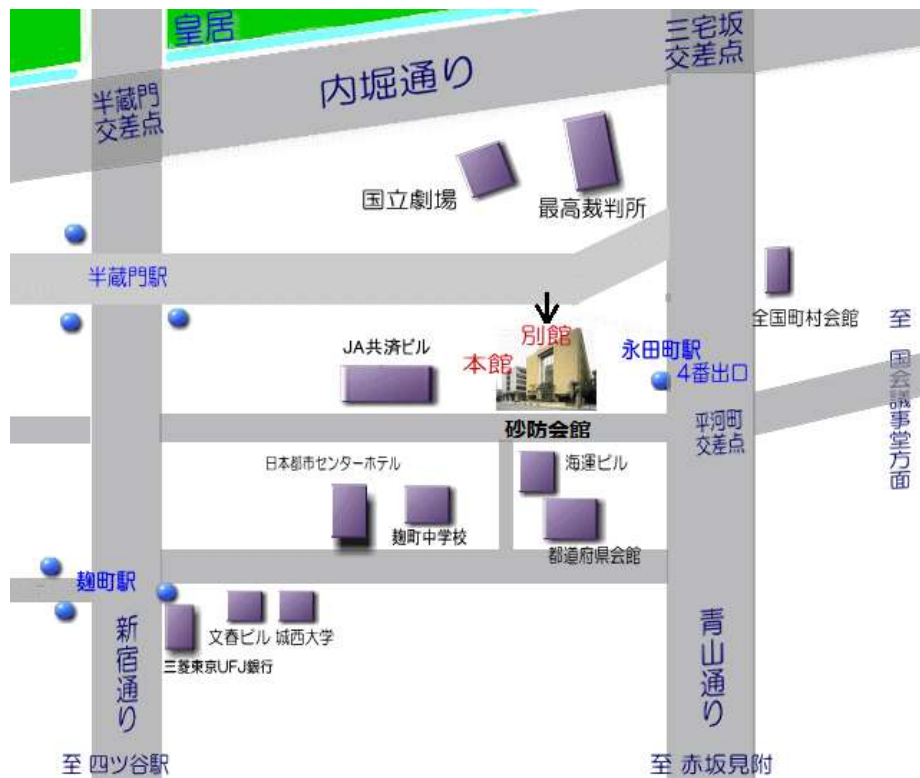 皇居
三宅坂
交差点
内堀通り
半蔵門
交差点
国立劇場
最高裁判所
半蔵門駅
全国町村会館
至 国会議事堂方面
別館
本館
JA共済ビル
永田町駅
4番出口
砂防会館
平河町
交差点
日本都市センターホテル
海運ビル
麹町中学校
都道府県会館
麹町駅
文春ビル
城西大学
三菱東京UFJ銀行
新宿通り
青山通り
至 四ツ谷駅
至 赤坂見附